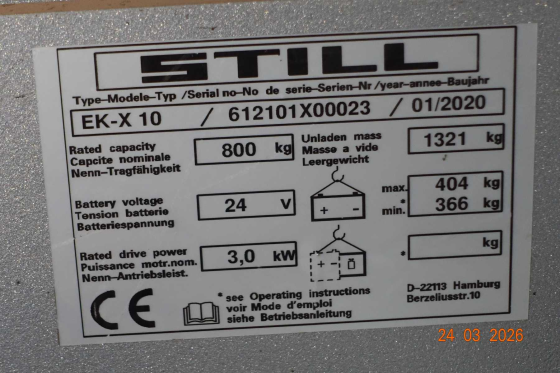 STILL
Type-Modele-Typ /Serial no-No de serie-Serien-Nr /year-annee-Baujahr
EK-X 10 / 612101X00023 / 01/2020
Rated capacity
Capcite nominale
Nenn-Tragfähigkeit
800 kg
Unladen mass
Masse a vide
Leergewicht
1321 kg
Battery voltage
Tension batterie
Batteriespannung
24 V
+ -
max. 404 kg
*
min. 366 kg
Rated drive power
Puissance motr.nom.
Nenn-Antriebsleist.
3,0 kW
+ -
* kg
CE
* see Operating instructions
voir Mode d'emploi
siehe Betriebsanleitung
D-22113 Hamburg
Berzeliusstr.10
24 03 2026